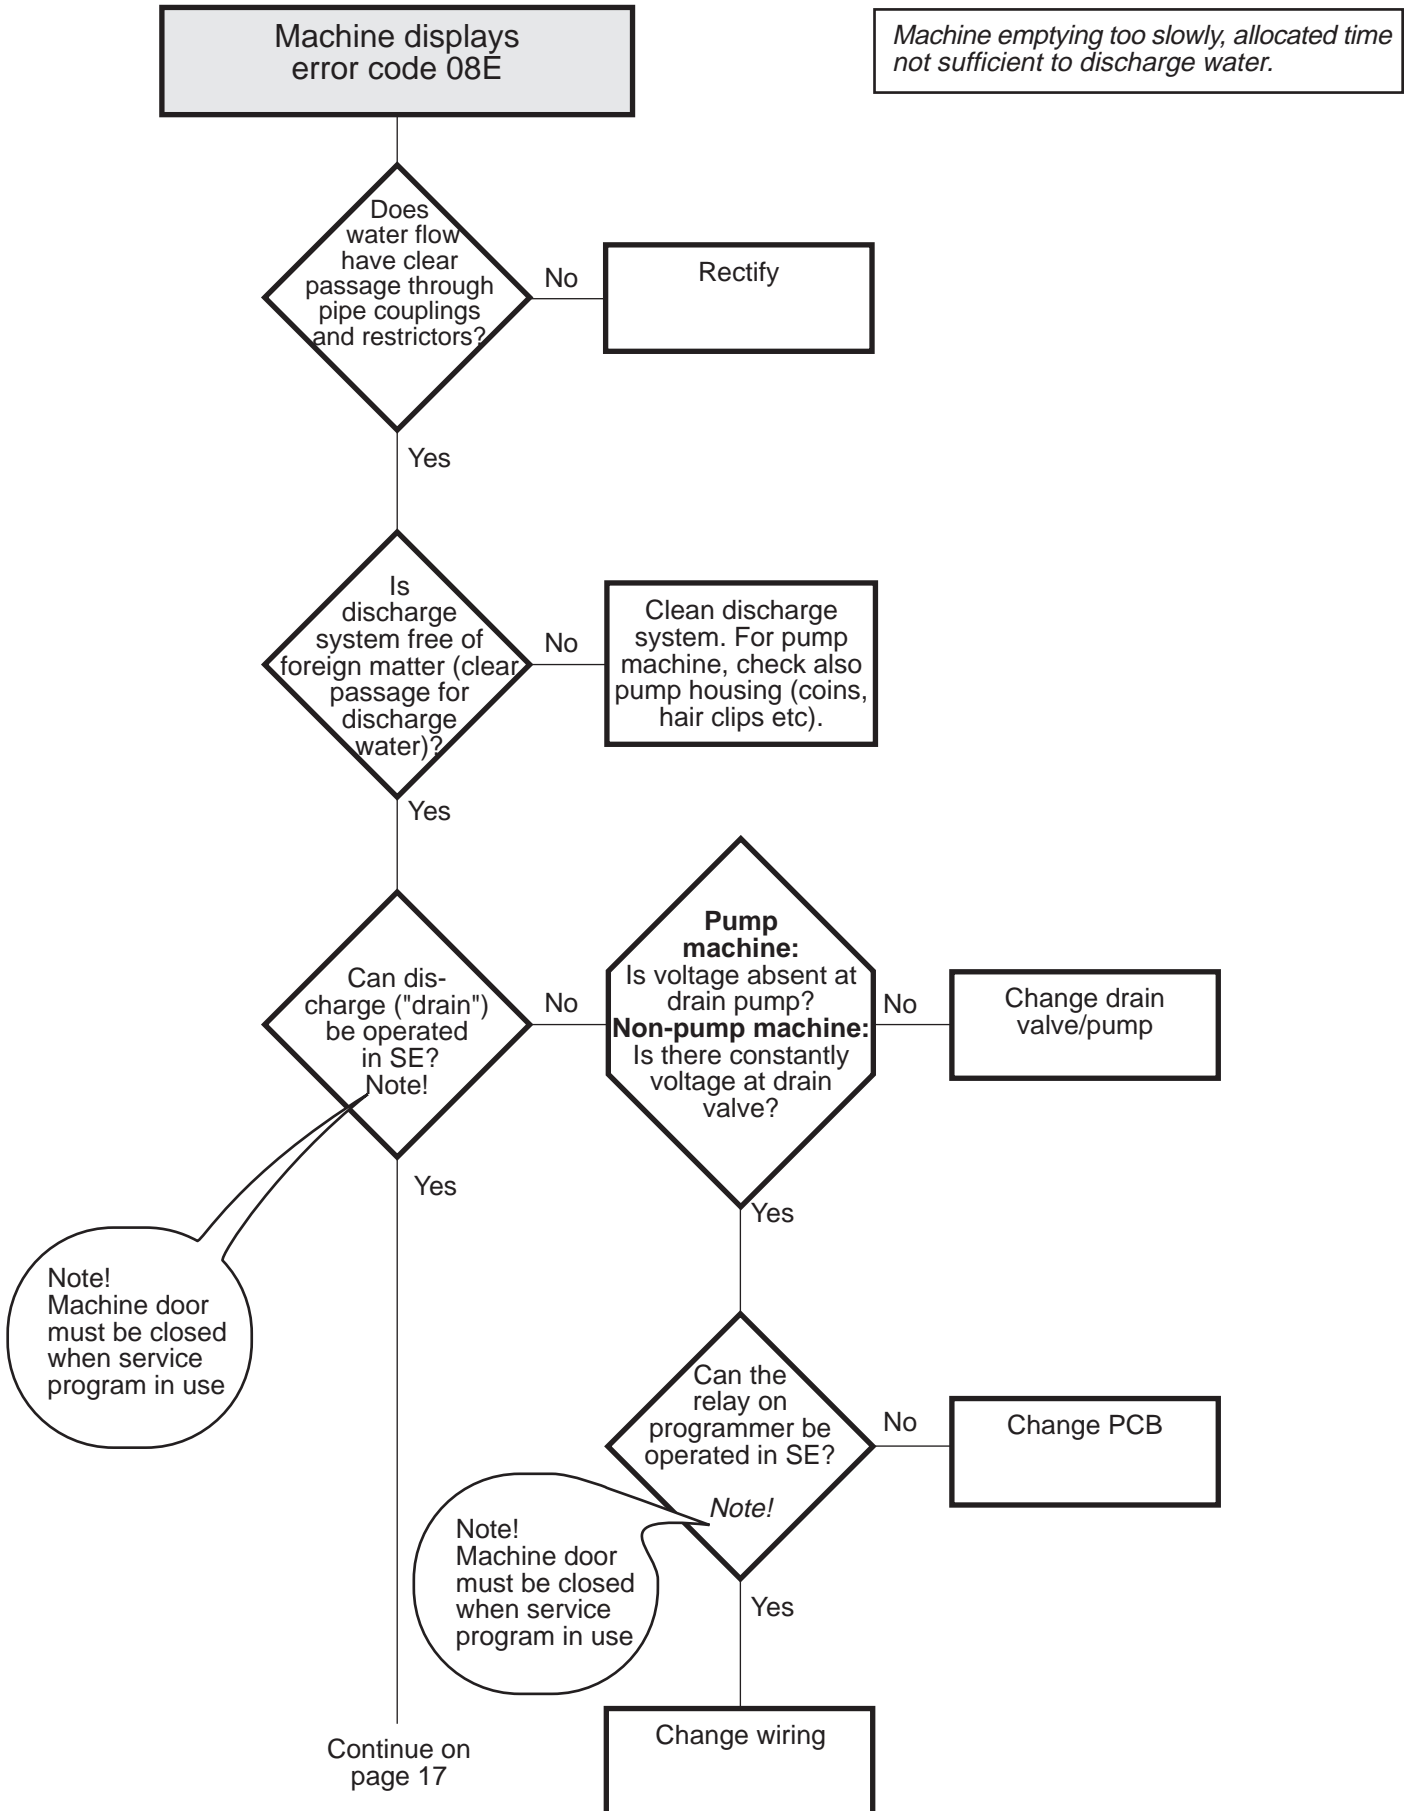 Machine displays
error code 08E
Machine emptying too slowly, allocated time
not sufficient to discharge water.
Does
water flow
have clear
passage through
pipe couplings
and restrictors?
No
Rectify
Yes
Is
discharge
system free of
foreign matter (clear
passage for
discharge
water)?
No
Clean discharge
system. For pump
machine, check also
pump housing (coins,
hair clips etc).
Yes
Can dis-
charge ("drain")
be operated
in SE?
Note!
No
Pump
machine:
Is voltage absent at
drain pump?
Non-pump machine:
Is there constantly
voltage at drain
valve?
No
Change drain
valve/pump
Yes
Yes
Note!
Machine door
must be closed
when service
program in use
Can the
relay on
programmer be
operated in SE?
Note!
No
Change PCB
Note!
Machine door
must be closed
when service
program in use
Yes
Continue on
page 17
Change wiring